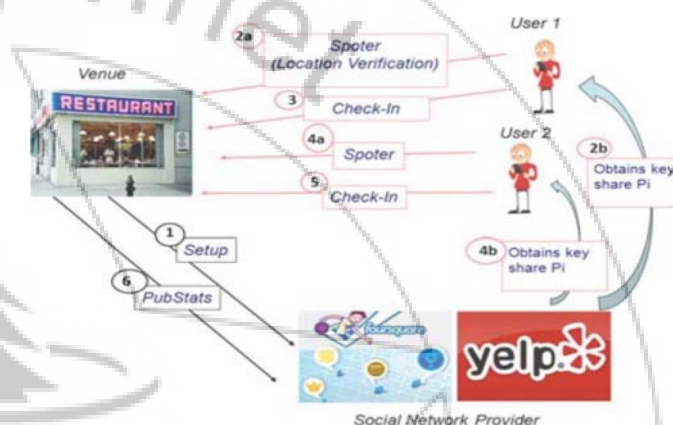 User 1
2a
Spoter
(Location Verification)
Venue
RESTAURANT
3
Check-In
User 2
4a
Spoter
2b
Obtains key
share Pi
5
Check-In
1
Setup
4b
Obtains key
share Pi
6
PubStats
foursquare
yelp
Social Network Provider